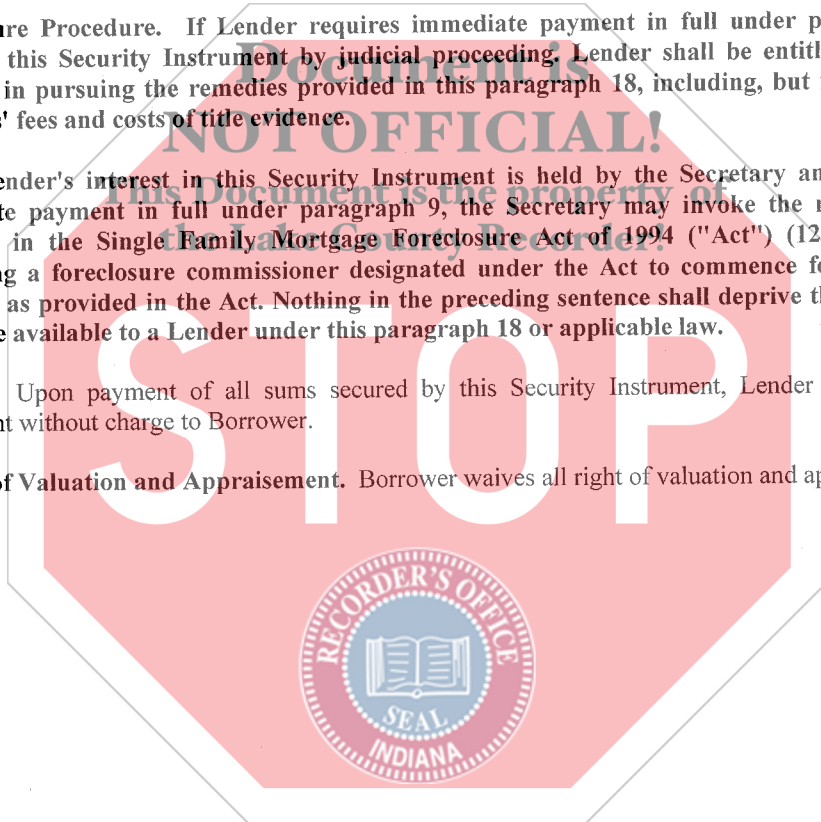 ure Procedure. If Lender requires immediate payment in full under p
this Security Instrument by judicial proceeding. Lender shall be entitl
in pursuing the remedies provided in this paragraph 18, including, but
s' fees and costs of title evidence.
ender's interest in this Security Instrument is held by the Secretary an
te payment in full under paragraph 9, the Secretary may invoke the
in the Single Family Mortgage Foreclosure Act of 1994 ("Act") (12
ng a foreclosure commissioner designated under the Act to commence fo
as provided in the Act. Nothing in the preceding sentence shall deprive th
e available to a Lender under this paragraph 18 or applicable law.
Upon payment of all sums secured by this Security Instrument, Lender
nt without charge to Borrower.
of Valuation and Appraisement. Borrower waives all right of valuation and ap
Document is
NOT OFFICIAL!
This Document is the property of
the Lake County Recorder!
STOP
RECORDER'S OFFICE
SEAL
INDIANA